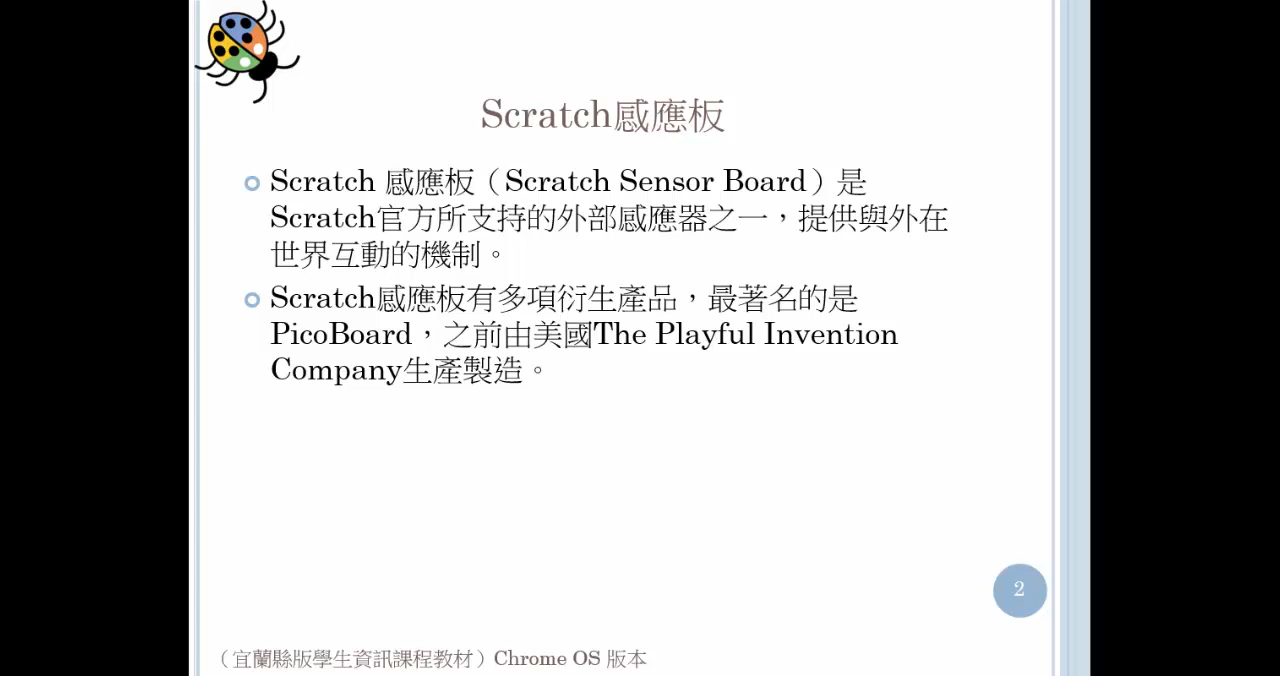 Scratch感應板
Scratch 感應板（Scratch Sensor Board）是
Scratch官方所支持的外部感應器之一，提供與外在
世界互動的機制。
Scratch感應板有多項衍生產品，最著名的是
PicoBoard，之前由美國The Playful Invention
Company生產製造。
2
（宜蘭縣版學生資訊課程教材）Chrome OS 版本